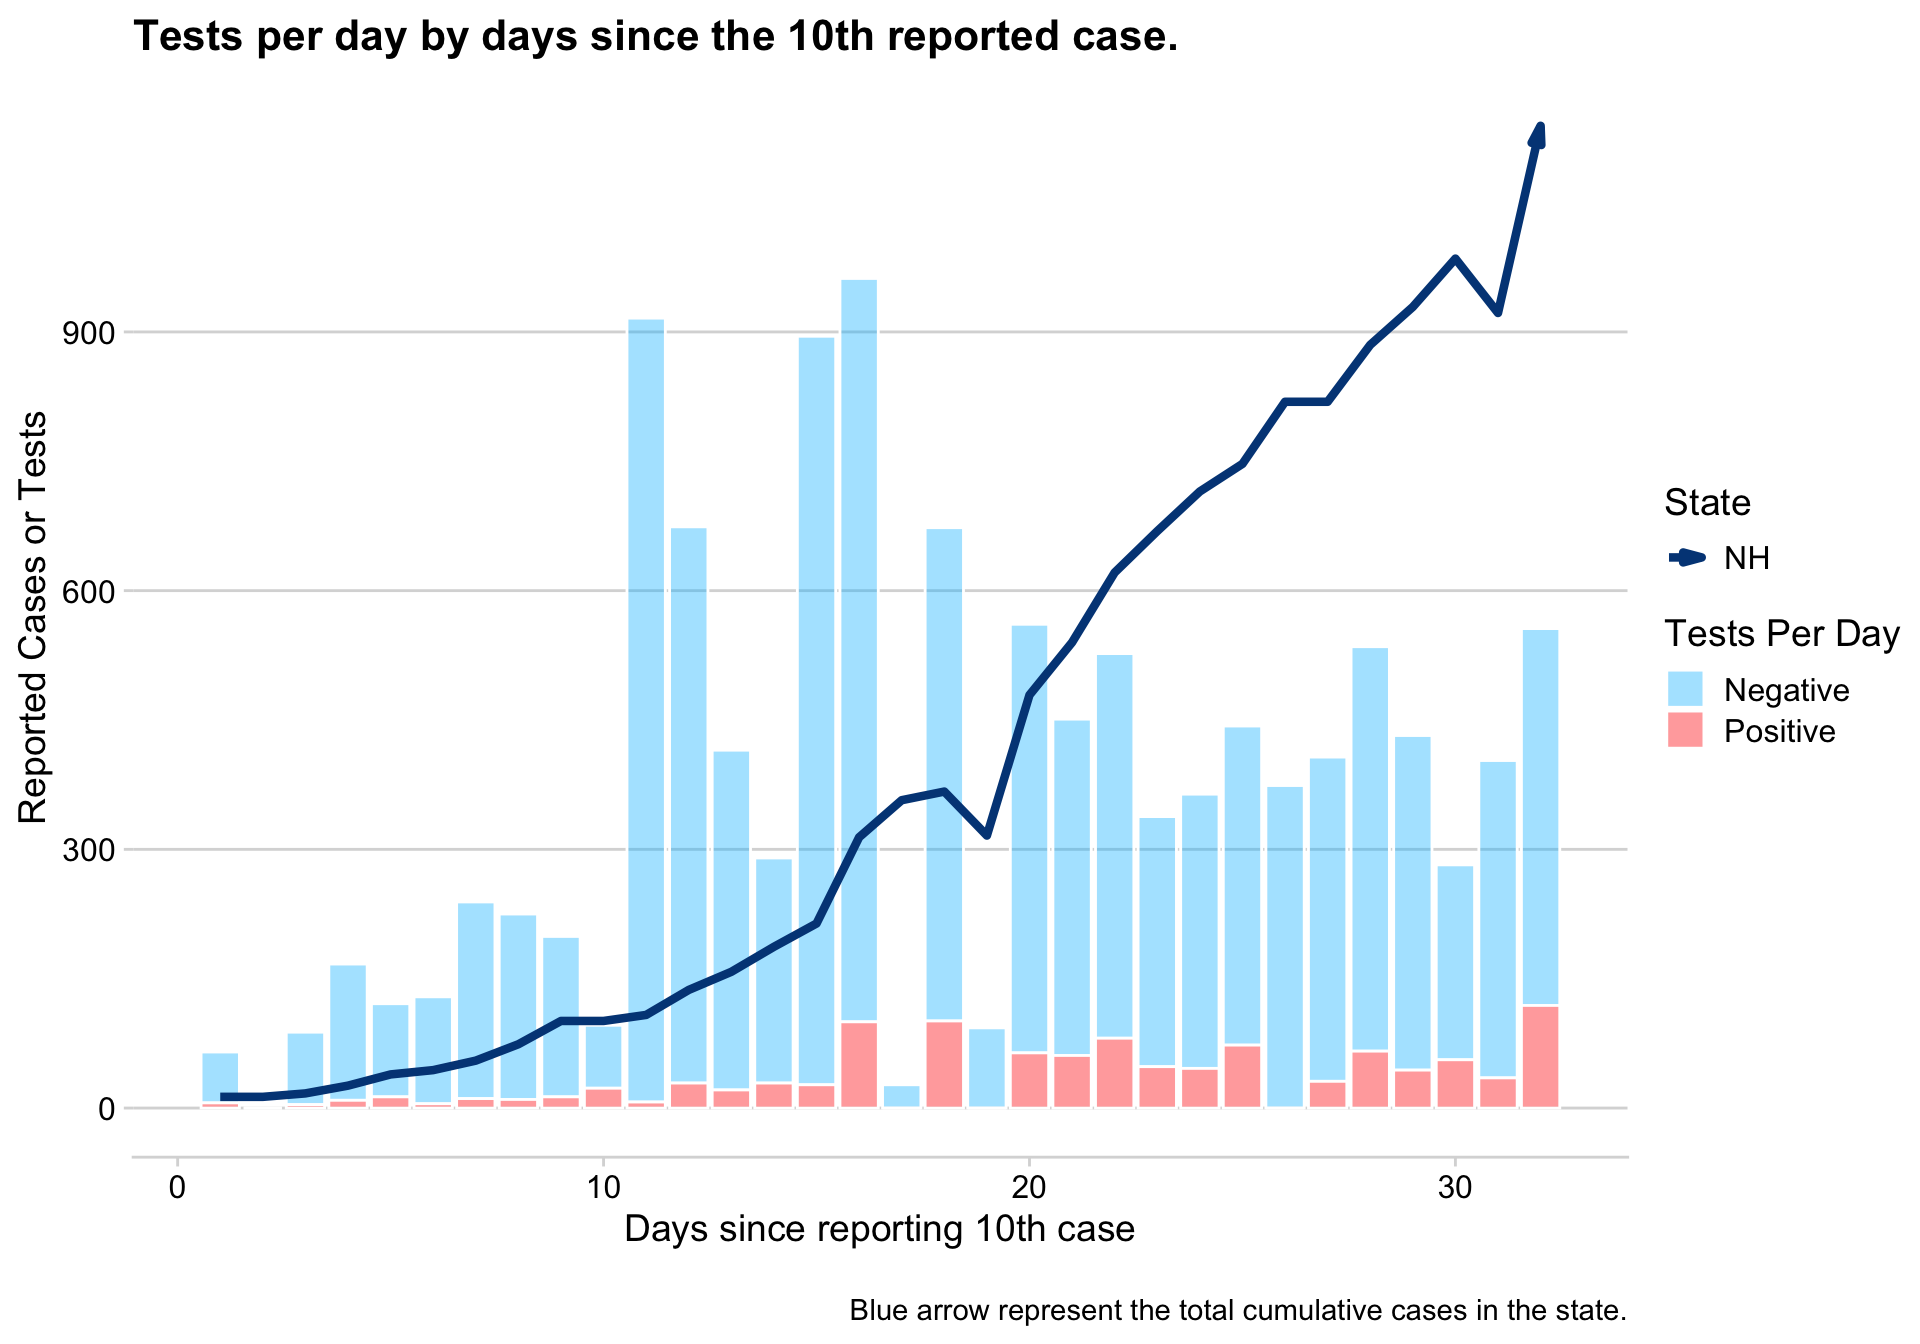 Tests per day by days since the 10th reported case.
Reported Cases or Tests
900
600
300
0
0
10
20
30
Days since reporting 10th case
State
NH
Tests Per Day
Negative
Positive
Blue arrow represent the total cumulative cases in the state.